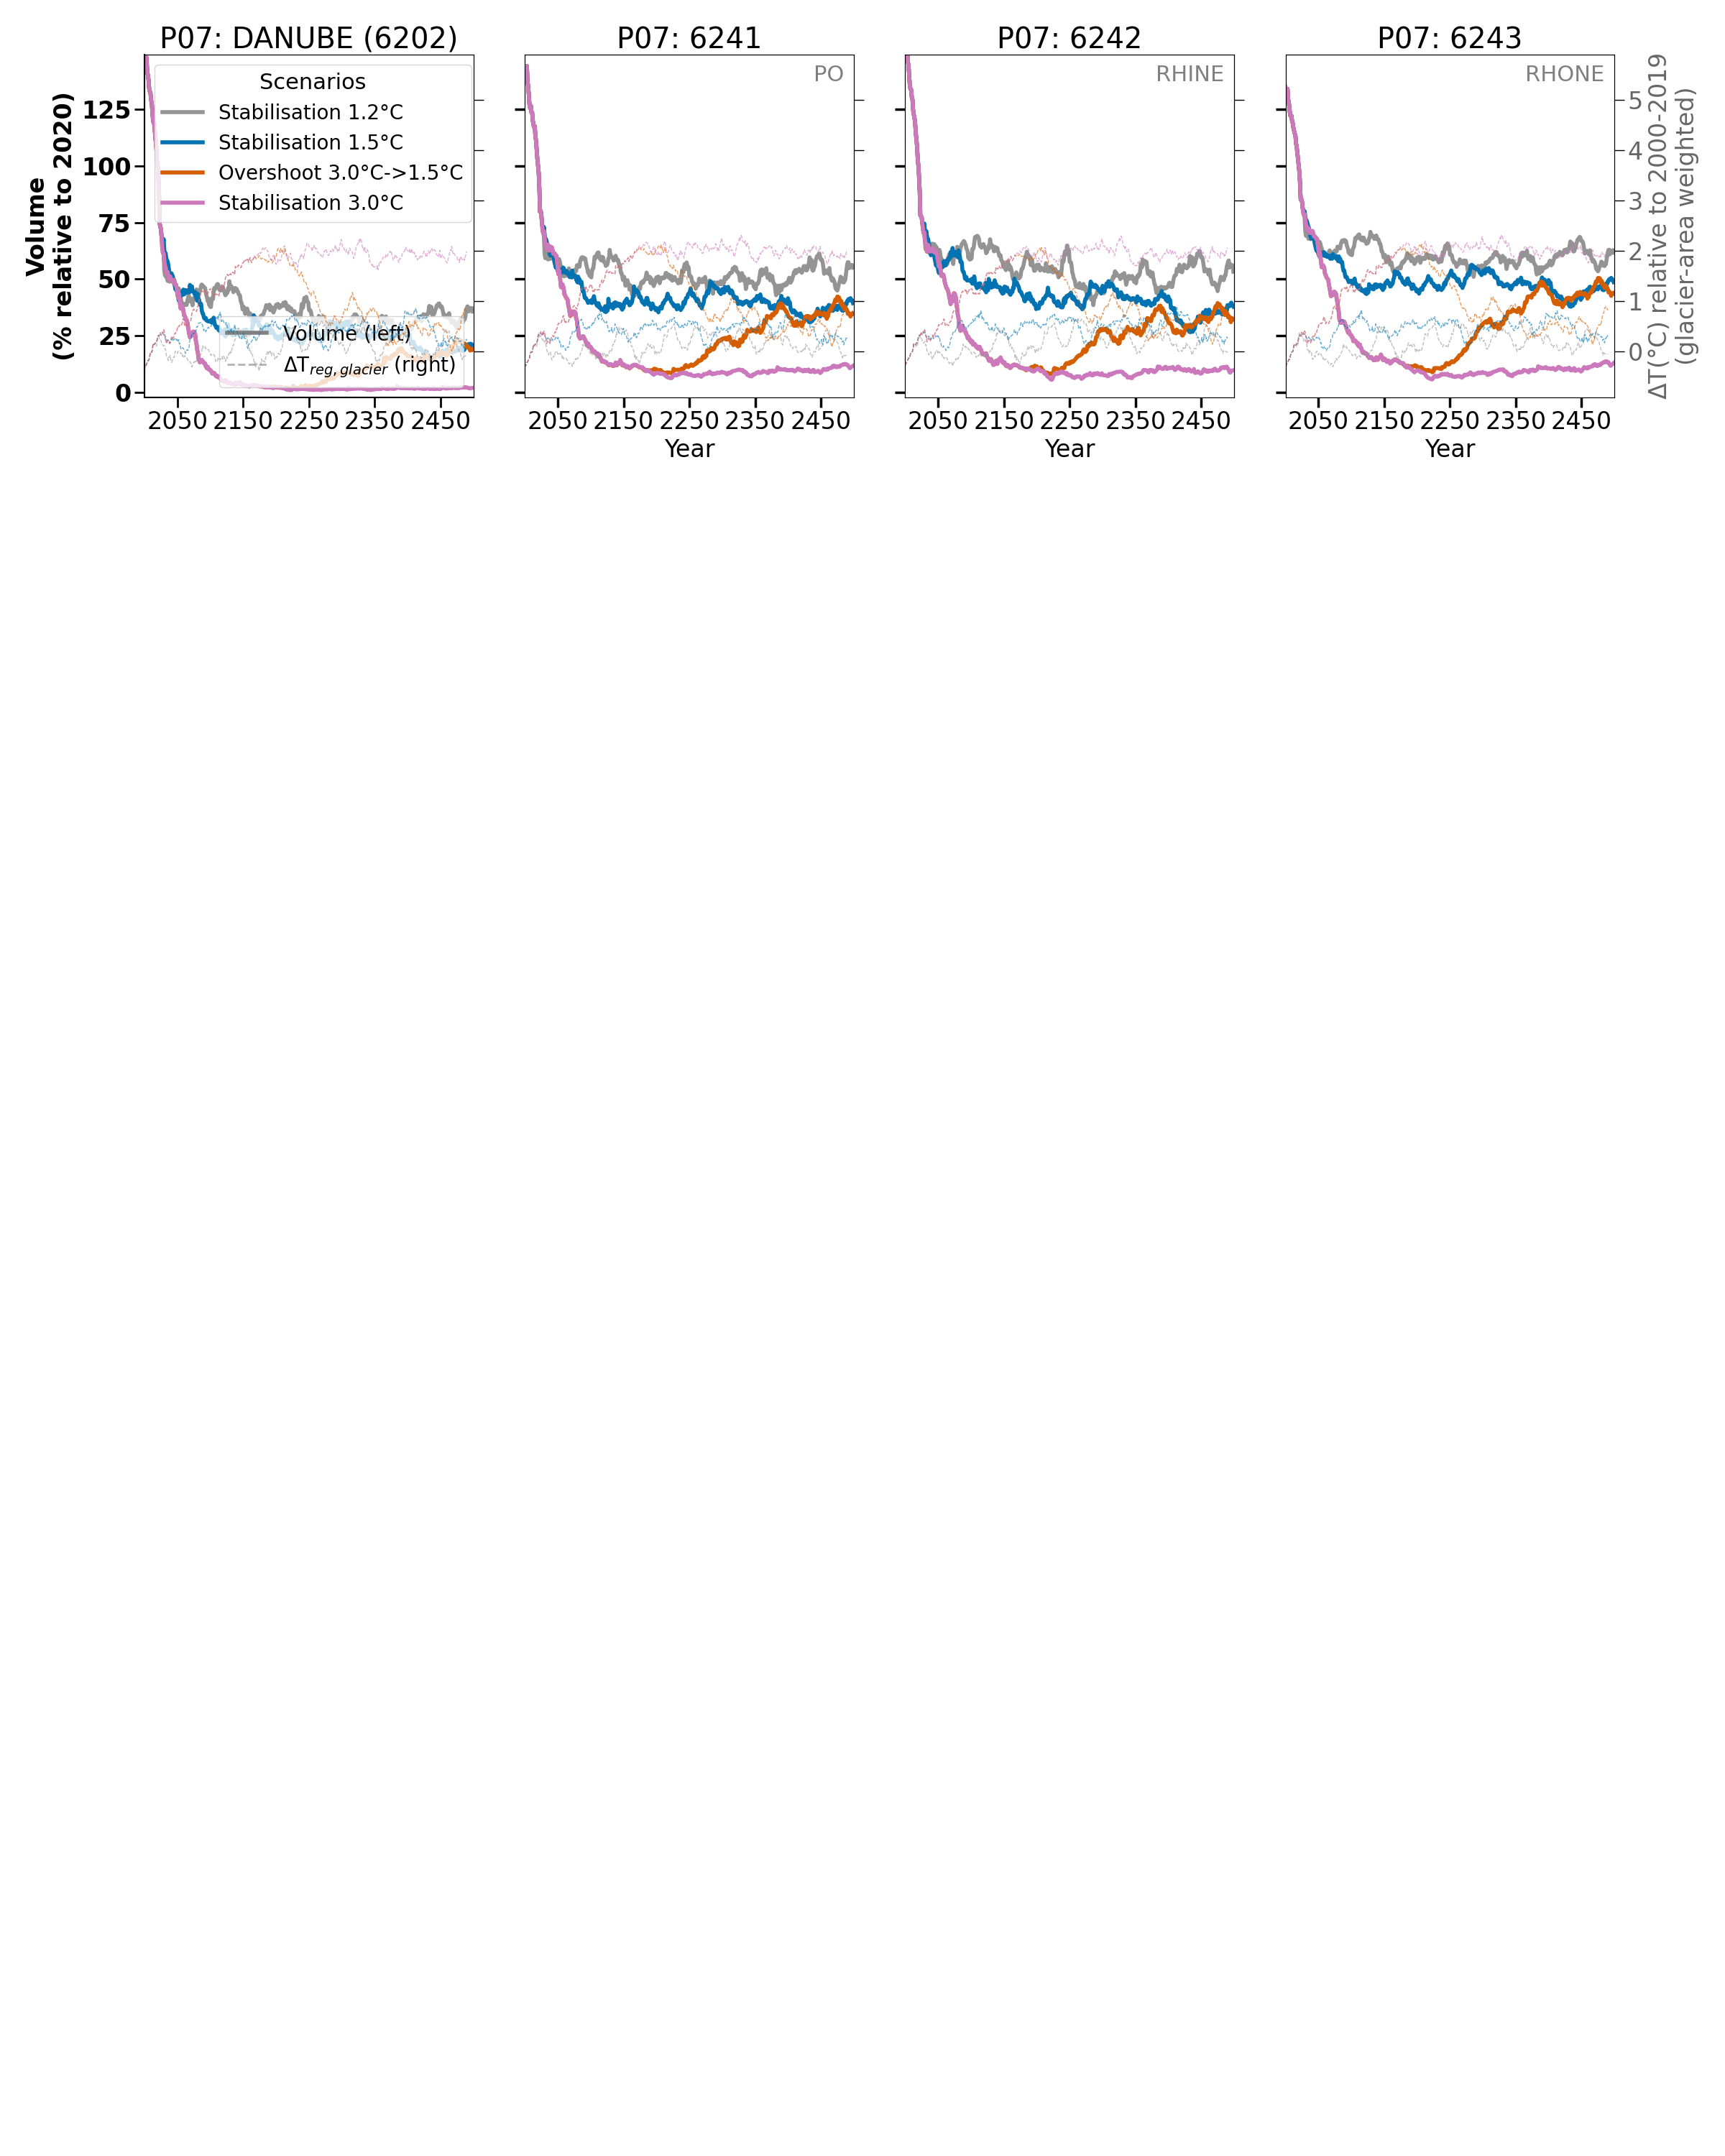 P07: DANUBE (6202)
P07: 6241
P07: 6242
P07: 6243
Volume
(% relative to 2020)
125
100
75
50
25
0
Scenarios
Stabilisation 1.2°C
Stabilisation 1.5°C
Overshoot 3.0°C->1.5°C
Stabilisation 3.0°C
Volume (left)
ΔTreg,glacier (right)
PO
RHINE
RHONE
5
4
3
2
1
0
ΔT(°C) relative to 2000-2019
(glacier-area weighted)
2050 2150 2250 2350 2450
2050 2150 2250 2350 2450
2050 2150 2250 2350 2450
2050 2150 2250 2350 2450
Year
Year
Year